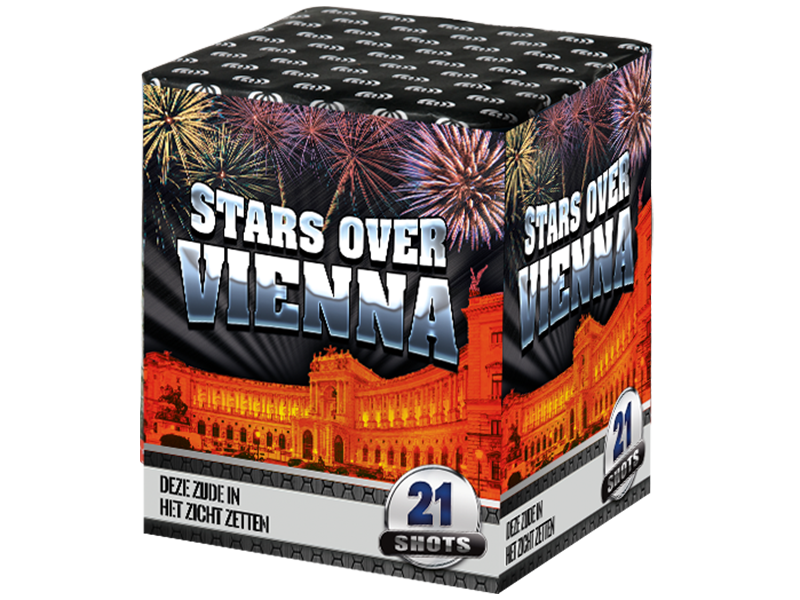 STARS OVER
VIENNA
DEZE ZIJDE IN
HET ZICHT ZETTEN
21
SHOTS
STARS OVER
VIENNA
21
SHOTS
DEZE ZIJDE IN
HET ZICHT ZETTEN